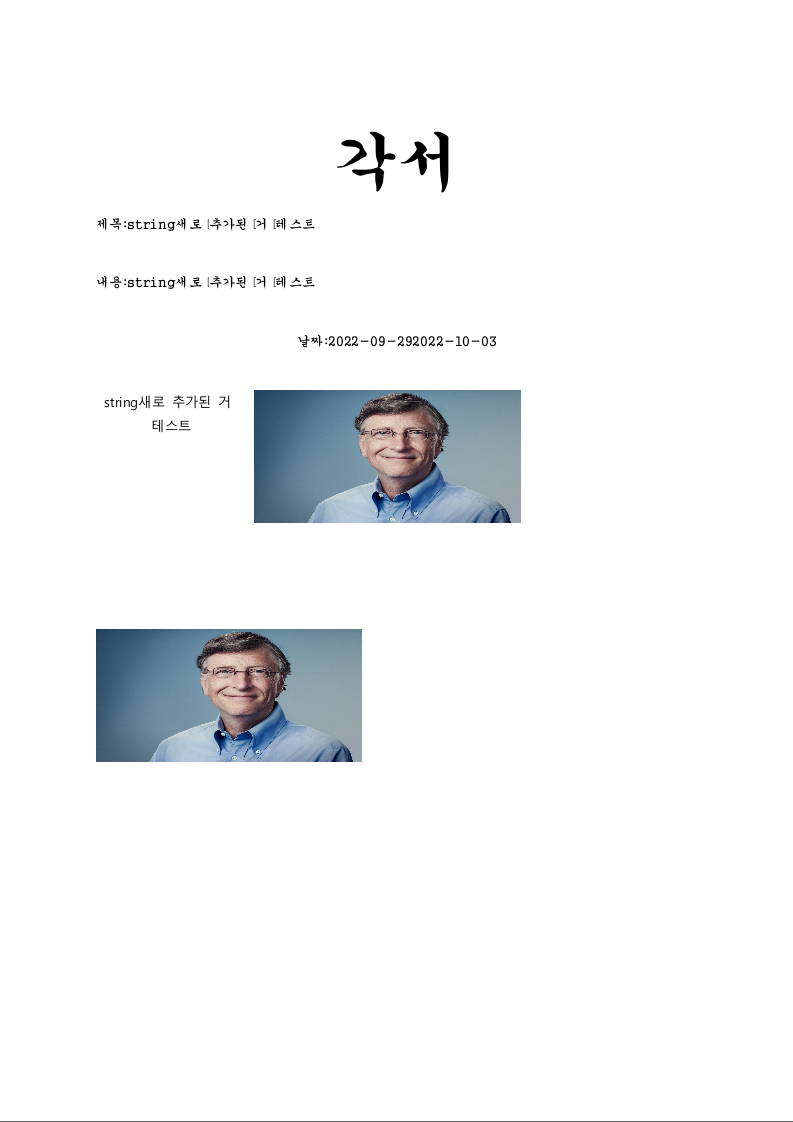 각서
제목:string새로 추가된 거 테스트
내용:string새로 추가된 거 테스트
날짜:2022-09-292022-10-03
string새로 추가된 거
테스트